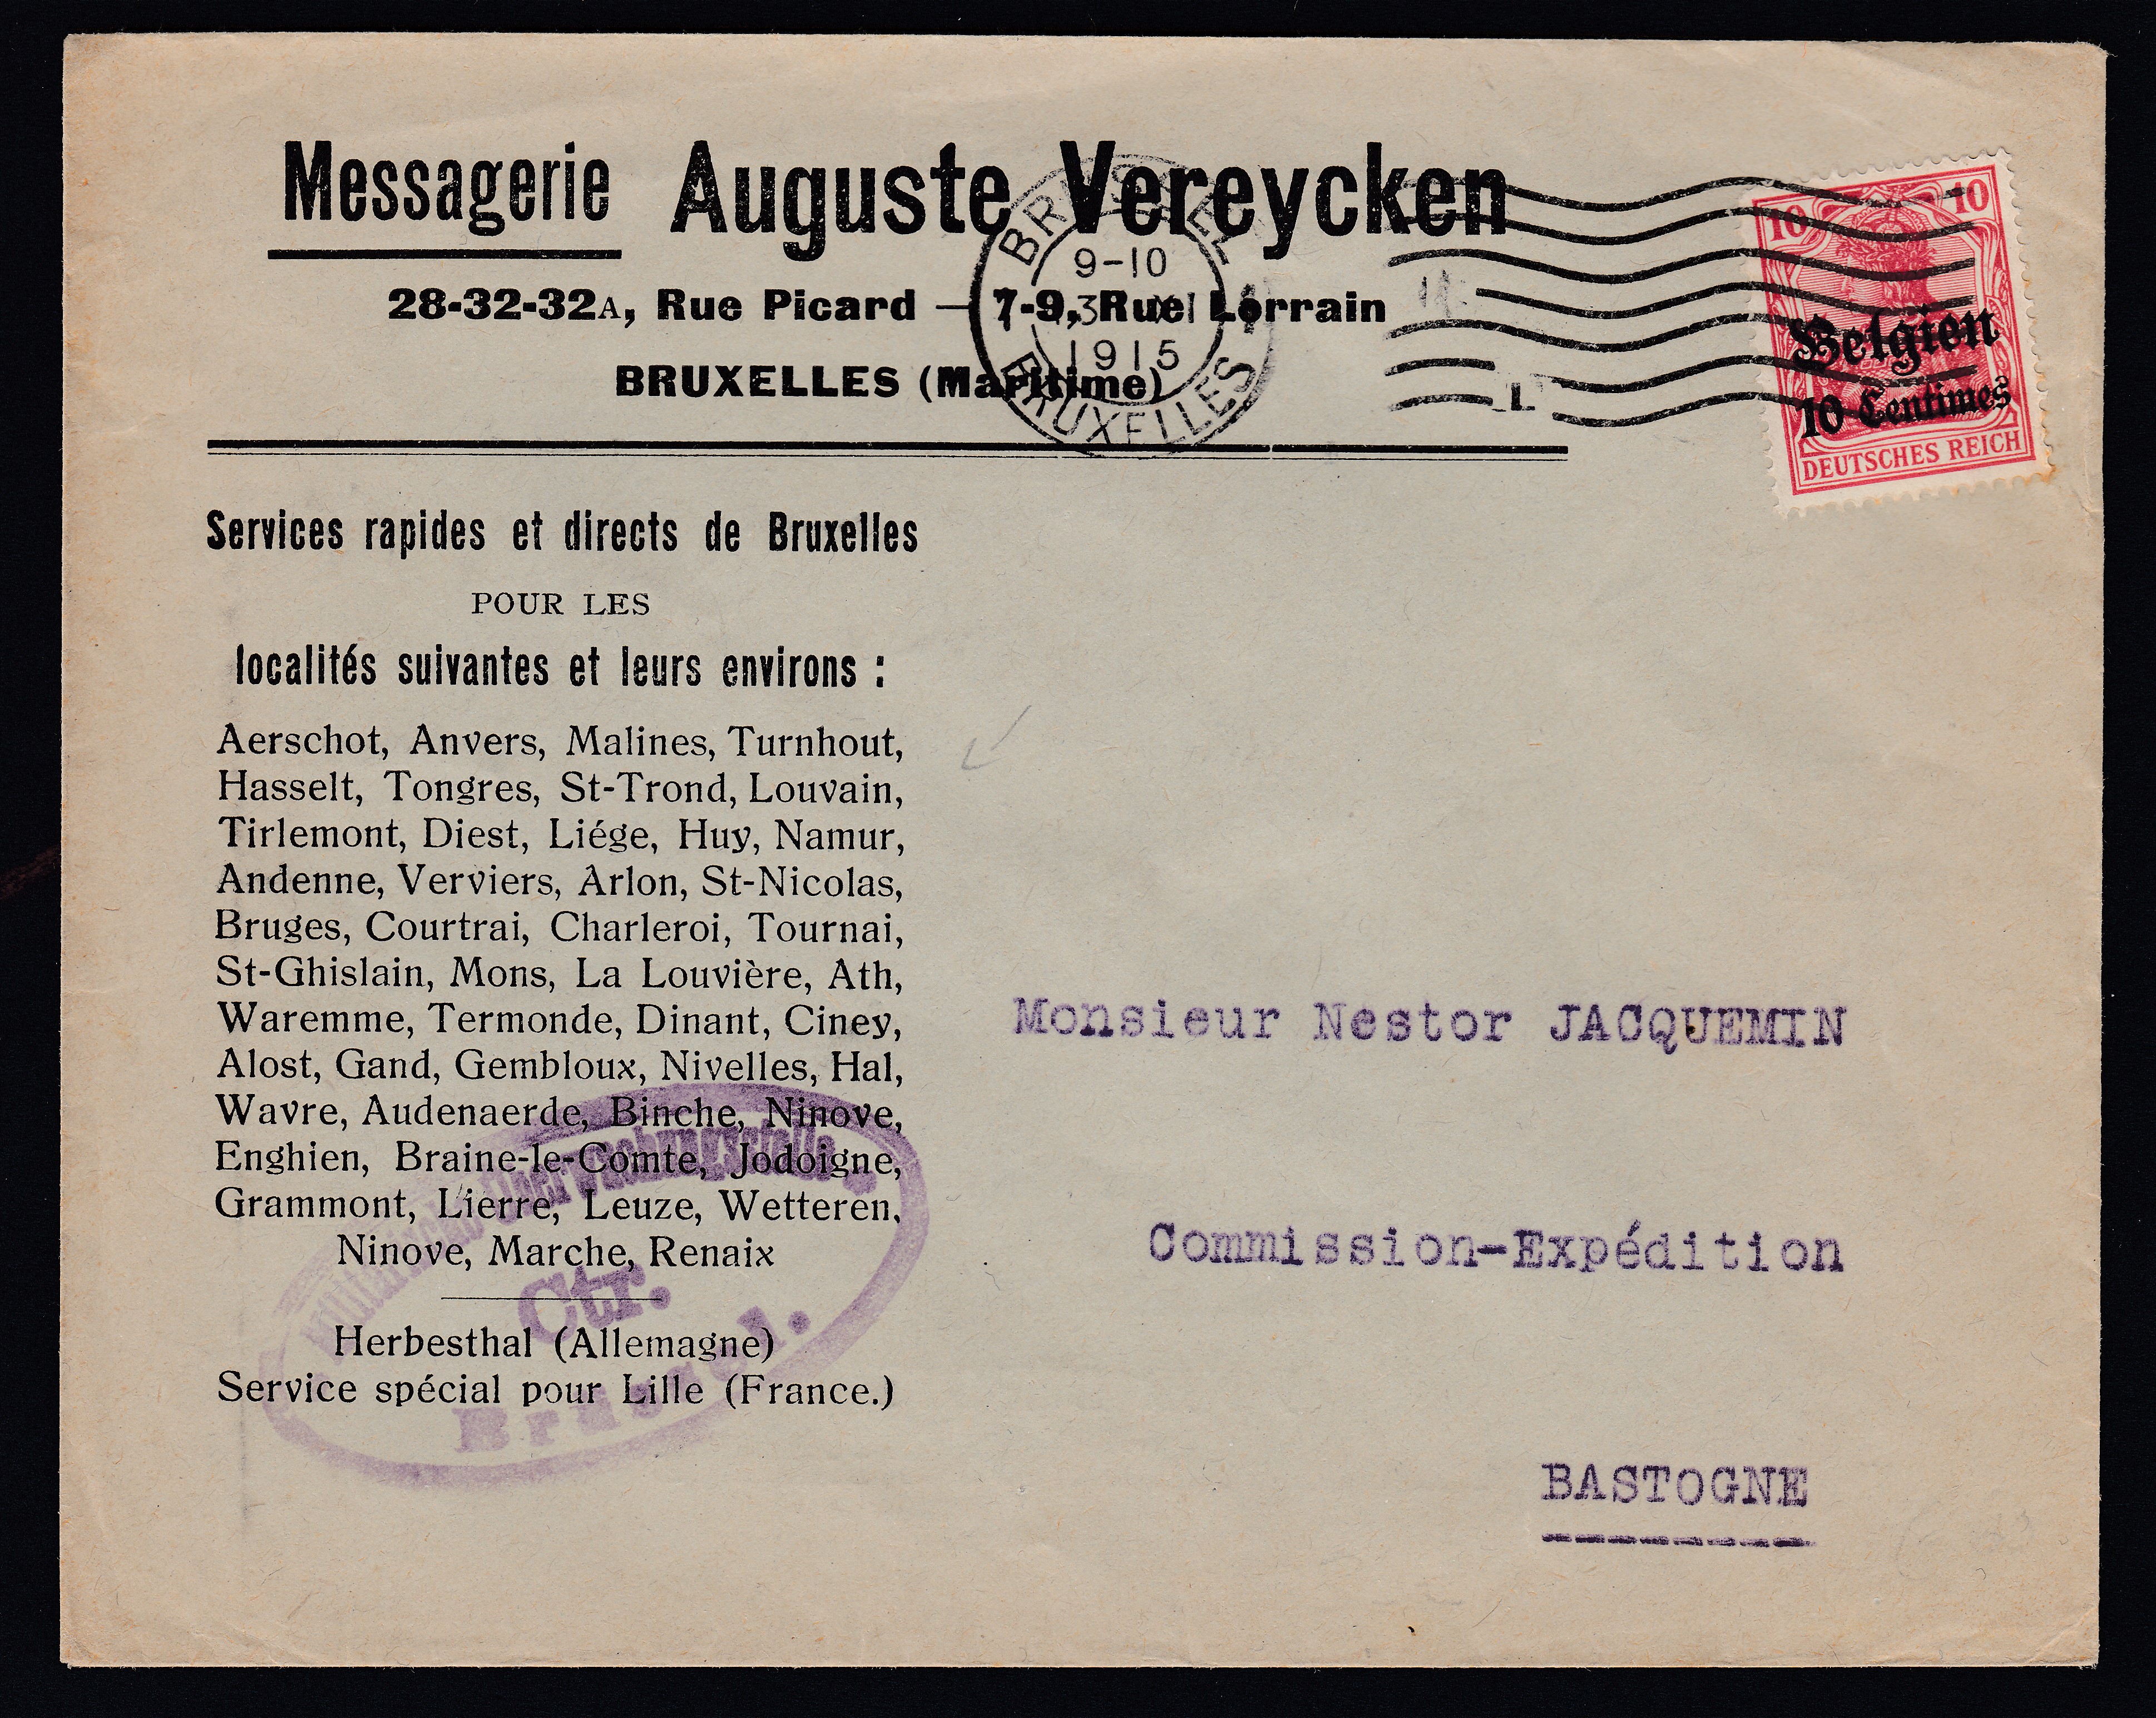 Messagerie Auguste Vereycken
28-32-32A, Rue Picard — 7-9, Rue Lorrain
BRUXELLES (Maritime)
9-10
1915
BRUXELLES
10 10
Belgien
10 Centimes
DEUTSCHES REICH
Services rapides et directs de Bruxelles
POUR LES
localités suivantes et leurs environs :
Aerschot, Anvers, Malines, Turnhout,
Hasselt, Tongres, St-Trond, Louvain,
Tirlemont, Diest, Liége, Huy, Namur,
Andenne, Verviers, Arlon, St-Nicolas,
Bruges, Courtrai, Charleroi, Tournai,
St-Ghislain, Mons, La Louvière, Ath,
Waremme, Termonde, Dinant, Ciney,
Alost, Gand, Gembloux, Nivelles, Hal,
Wavre, Audenaerde, Binche, Ninove,
Enghien, Braine-le-Comte, Jodoigne,
Grammont, Lierre, Leuze, Wetteren,
Ninove, Marche, Renaix
Herbesthal (Allemagne)
Service spécial pour Lille (France.)
Ctr.
Monsieur Nestor JACQUEMIN
Commission-Expédition
BASTOGNE